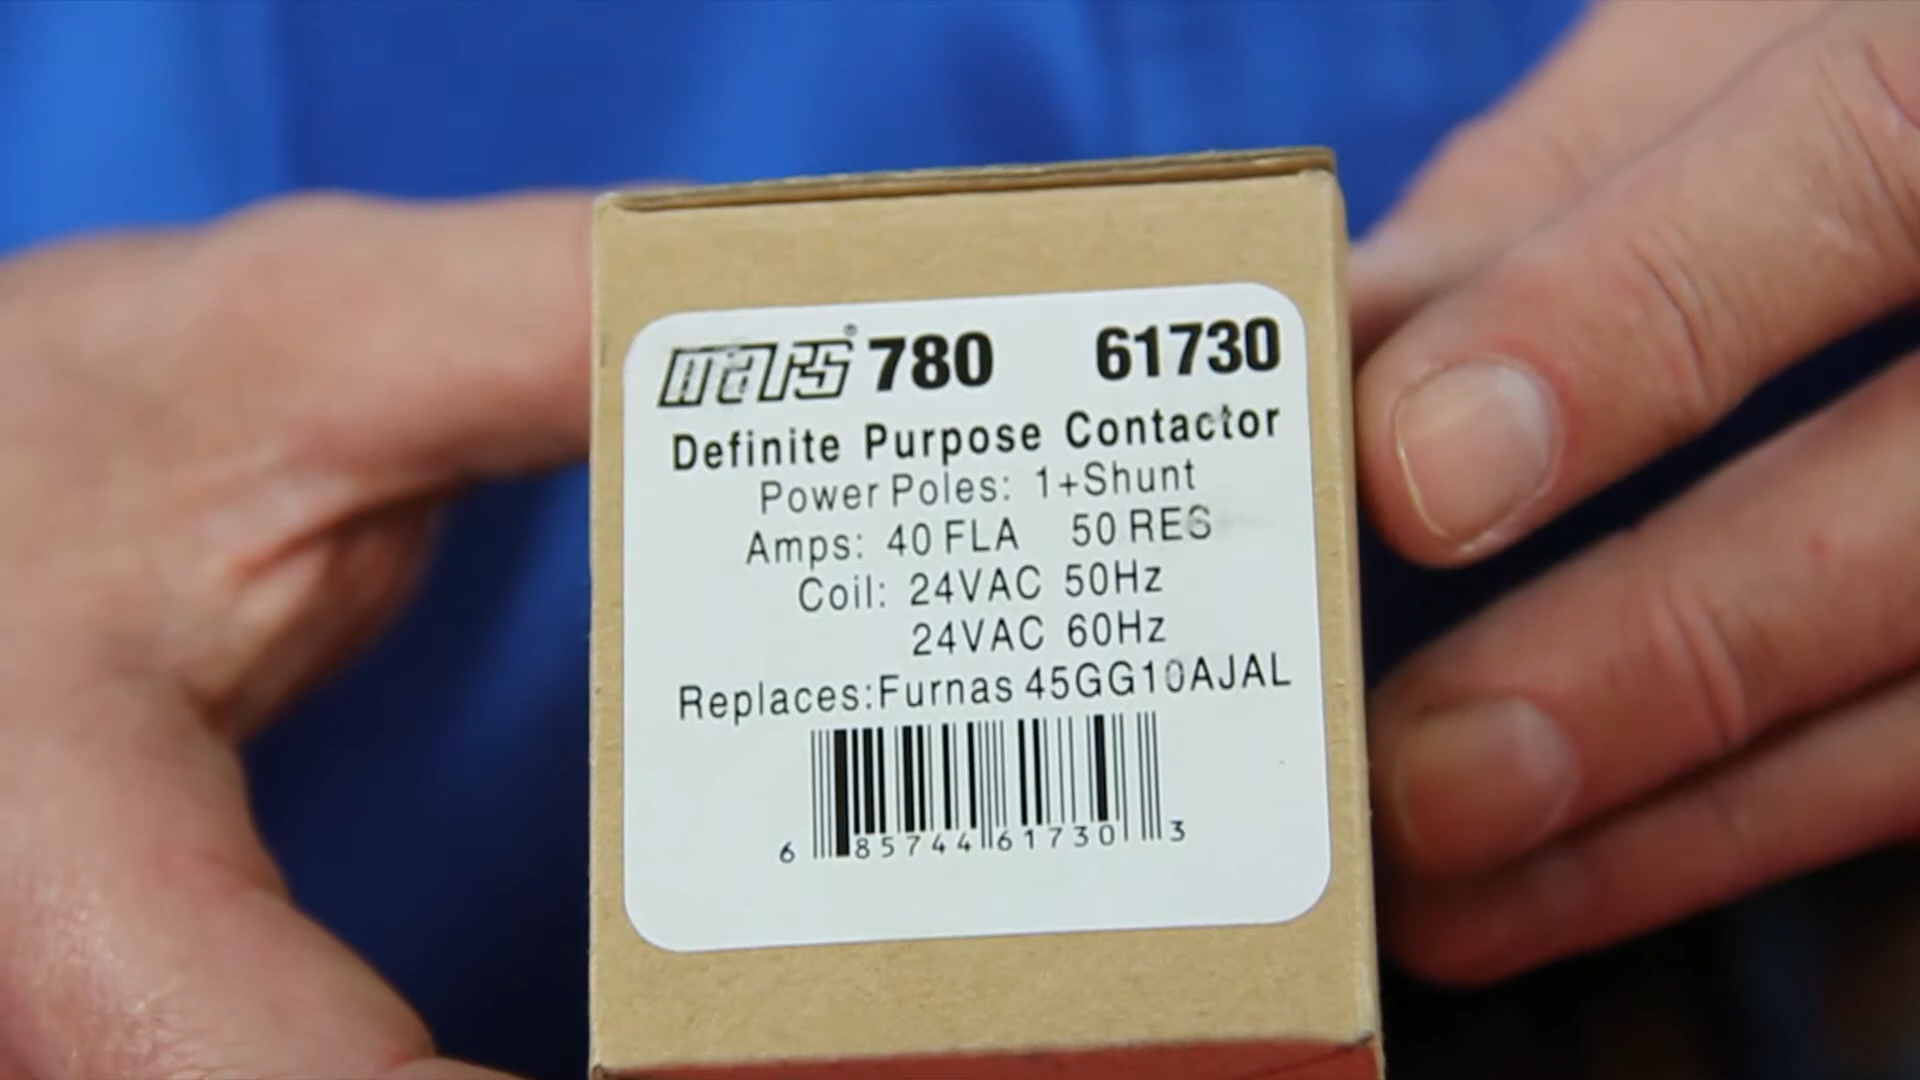 mars® 780 61730
Definite Purpose Contactor
Power Poles: 1+Shunt
Amps: 40 FLA 50 RES
Coil: 24VAC 50Hz
24VAC 60Hz
Replaces:Furnas 45GG10AJAL
6 85744 61730 3